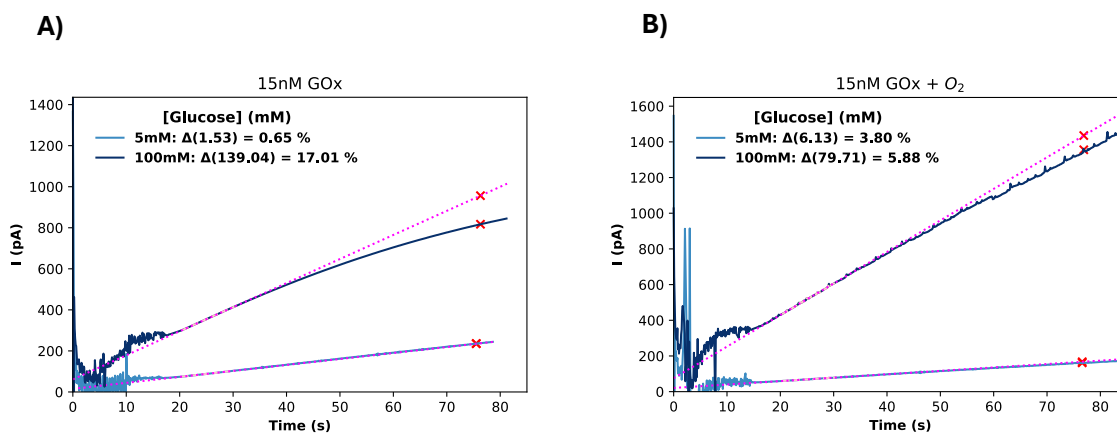 A)
15nM GOx
[Glucose] (mM)
5mM: Δ(1.53) = 0.65 %
100mM: Δ(139.04) = 17.01 %
I (pA)
1400
1200
1000
800
600
400
200
0
0 10 20 30 40 50 60 70 80
Time (s)
B)
15nM GOx + O₂
[Glucose] (mM)
5mM: Δ(6.13) = 3.80 %
100mM: Δ(79.71) = 5.88 %
I (pA)
1600
1400
1200
1000
800
600
400
200
0
0 10 20 30 40 50 60 70 80
Time (s)